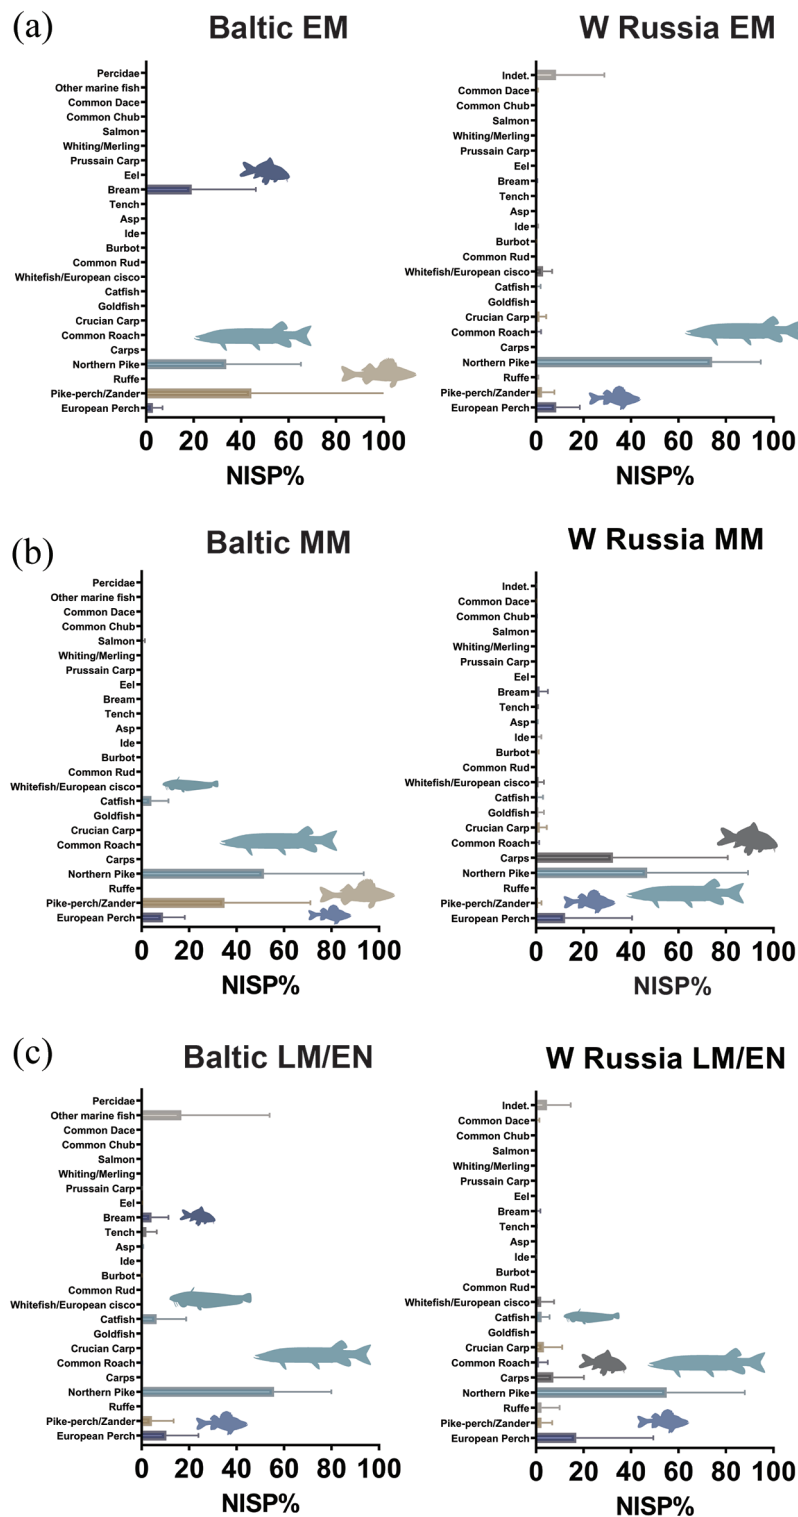 (a)
Baltic EM
Percidae
Other marine fish
Common Dace
Common Chub
Salmon
Whiting/Merling
Prussain Carp
Eel
Bream
Tench
Asp
Ide
Burbot
Common Rud
Whitefish/European cisco
Catfish
Goldfish
Crucian Carp
Common Roach
Carps
Northern Pike
Ruffe
Pike-perch/Zander
European Perch
0 20 40 60 80 100
NISP%
W Russia EM
Indet.
Common Dace
Common Chub
Salmon
Whiting/Merling
Prussain Carp
Eel
Bream
Tench
Asp
Ide
Burbot
Common Rud
Whitefish/European cisco
Catfish
Goldfish
Crucian Carp
Common Roach
Carps
Northern Pike
Ruffe
Pike-perch/Zander
European Perch
0 20 40 60 80 100
NISP%
(b)
Baltic MM
Percidae
Other marine fish
Common Dace
Common Chub
Salmon
Whiting/Merling
Prussain Carp
Eel
Bream
Tench
Asp
Ide
Burbot
Common Rud
Whitefish/European cisco
Catfish
Goldfish
Crucian Carp
Common Roach
Carps
Northern Pike
Ruffe
Pike-perch/Zander
European Perch
0 20 40 60 80 100
NISP%
W Russia MM
Indet.
Common Dace
Common Chub
Salmon
Whiting/Merling
Prussain Carp
Eel
Bream
Tench
Asp
Ide
Burbot
Common Rud
Whitefish/European cisco
Catfish
Goldfish
Crucian Carp
Common Roach
Carps
Northern Pike
Ruffe
Pike-perch/Zander
European Perch
0 20 40 60 80 100
NISP%
(c)
Baltic LM/EN
Percidae
Other marine fish
Common Dace
Common Chub
Salmon
Whiting/Merling
Prussain Carp
Eel
Bream
Tench
Asp
Ide
Burbot
Common Rud
Whitefish/European cisco
Catfish
Goldfish
Crucian Carp
Common Roach
Carps
Northern Pike
Ruffe
Pike-perch/Zander
European Perch
0 20 40 60 80 100
NISP%
W Russia LM/EN
Indet.
Common Dace
Common Chub
Salmon
Whiting/Merling
Prussain Carp
Eel
Bream
Tench
Asp
Ide
Burbot
Common Rud
Whitefish/European cisco
Catfish
Goldfish
Crucian Carp
Common Roach
Carps
Northern Pike
Ruffe
Pike-perch/Zander
European Perch
0 20 40 60 80 100
NISP%